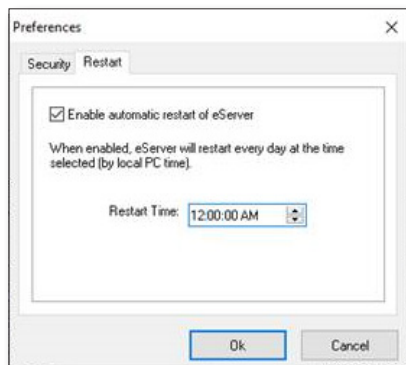 Preferences
Security Restart
Enable automatic restart of eServer
When enabled, eServer will restart every day at the time
selected (by local PC time).
Restart Time: 12:00:00 AM
Ok Cancel